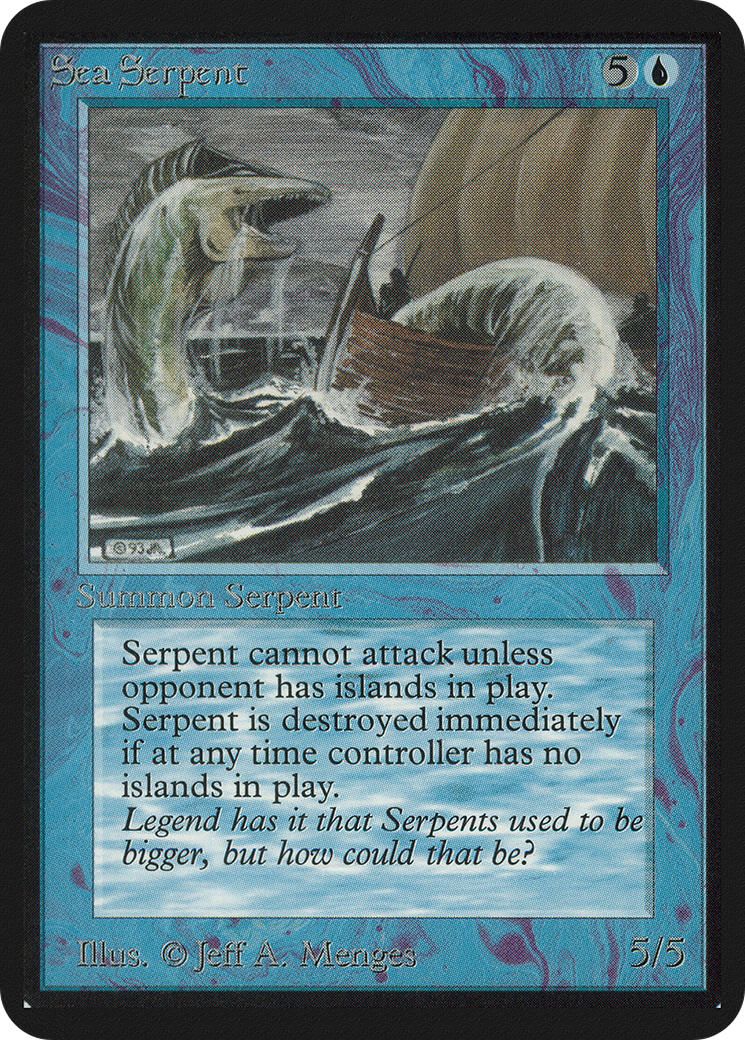 Sea Serpent 5
©93
Summon Serpent
Serpent cannot attack unless
opponent has islands in play.
Serpent is destroyed immediately
if at any time controller has no
islands in play.
Legend has it that Serpents used to be
bigger, but how could that be?
Illus. © Jeff A. Menges 5/5